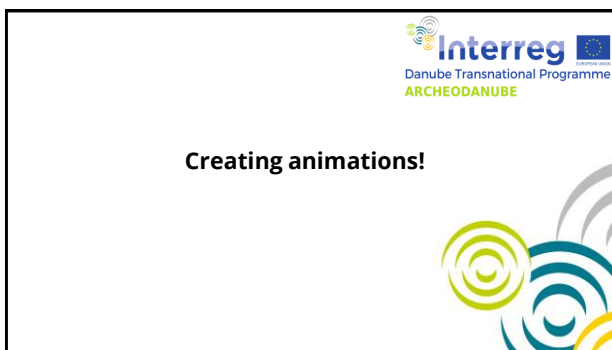 Interreg
EUROPEAN UNION
Danube Transnational Programme
ARCHEODANUBE
Creating animations!